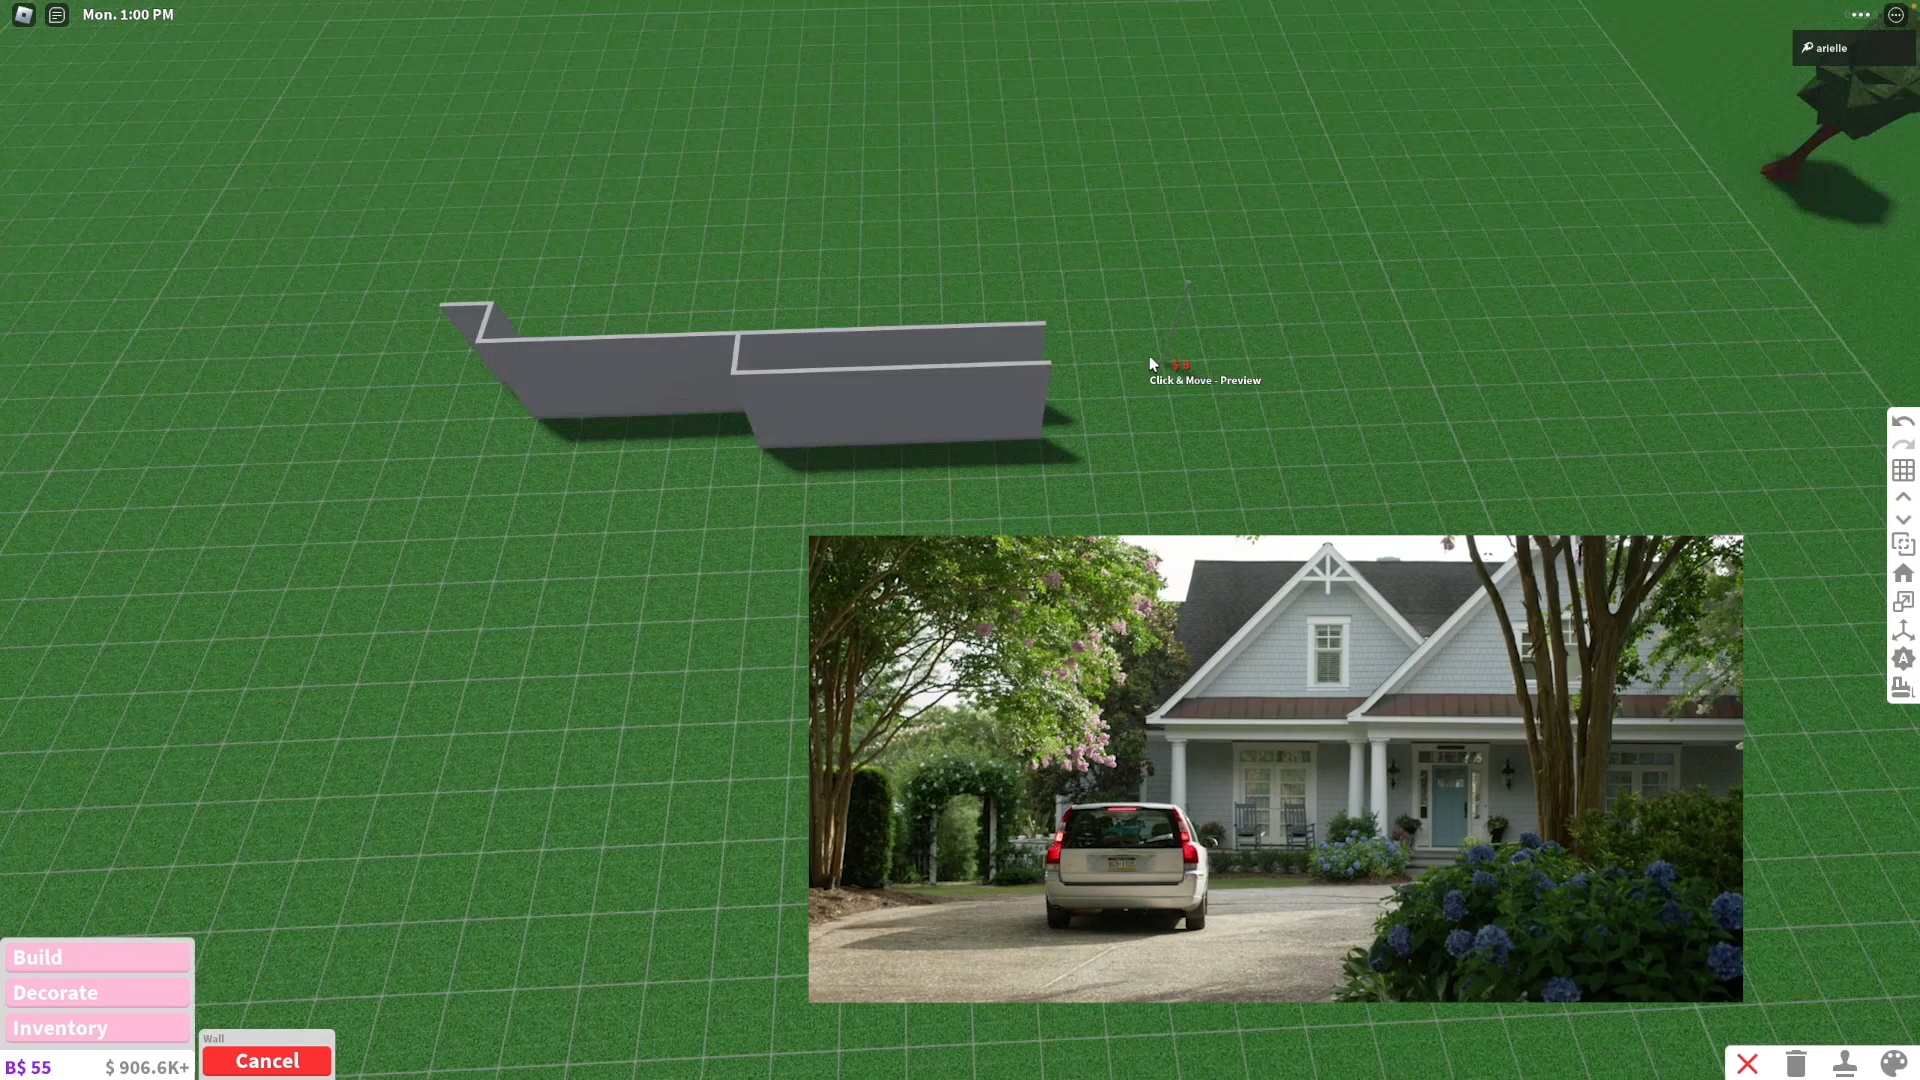 Mon. 1:00 PM
arielle
Click & Move - Preview
Build
Decorate
Inventory
B$ 55
$ 906.6K+
Wall
Cancel
A